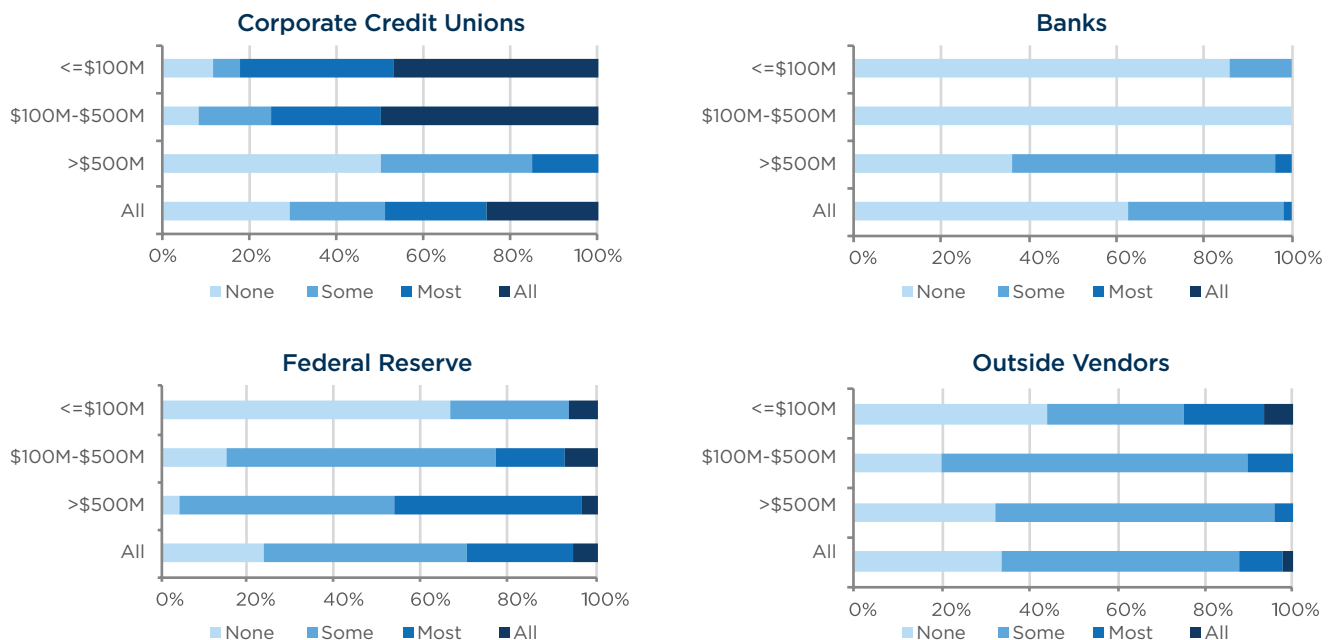 Corporate Credit Unions
<=$100M
$100M-$500M
>$500M
All
0% 20% 40% 60% 80% 100%
None Some Most All
Banks
<=$100M
$100M-$500M
>$500M
All
0% 20% 40% 60% 80% 100%
None Some Most All
Federal Reserve
<=$100M
$100M-$500M
>$500M
All
0% 20% 40% 60% 80% 100%
None Some Most All
Outside Vendors
<=$100M
$100M-$500M
>$500M
All
0% 20% 40% 60% 80% 100%
None Some Most All